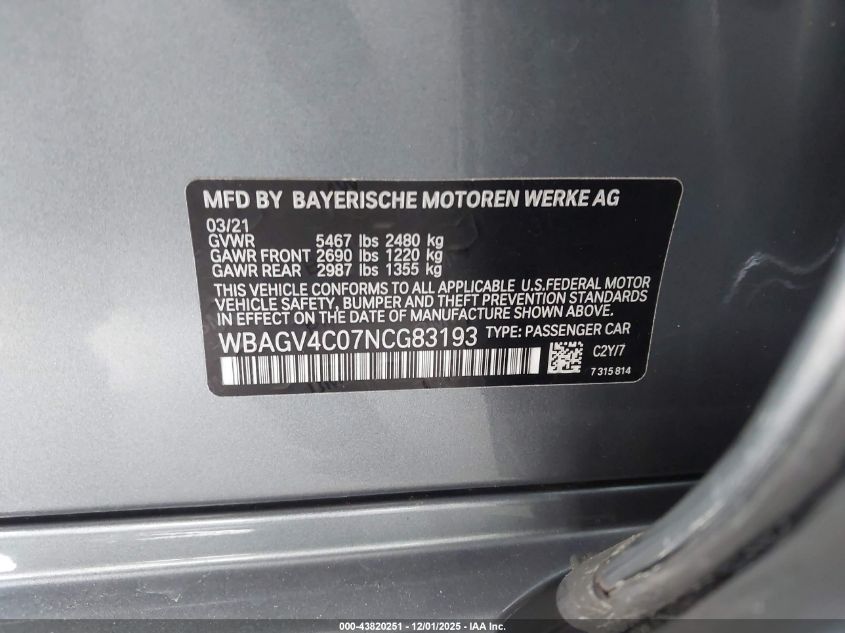 MFD BY BAYERISCHE MOTOREN WERKE AG
03/21
GVWR 5467 lbs 2480 kg
GAWR FRONT 2690 lbs 1220 kg
GAWR REAR 2987 lbs 1355 kg
THIS VEHICLE CONFORMS TO ALL APPLICABLE U.S.FEDERAL MOTOR
VEHICLE SAFETY, BUMPER AND THEFT PREVENTION STANDARDS
IN EFFECT ON THE DATE OF MANUFACTURE SHOWN ABOVE.
WBAGV4C07NCG83193 TYPE: PASSENGER CAR
C2Y/7
7 315 814
000-43820251 - 12/01/2025 - IAA Inc.